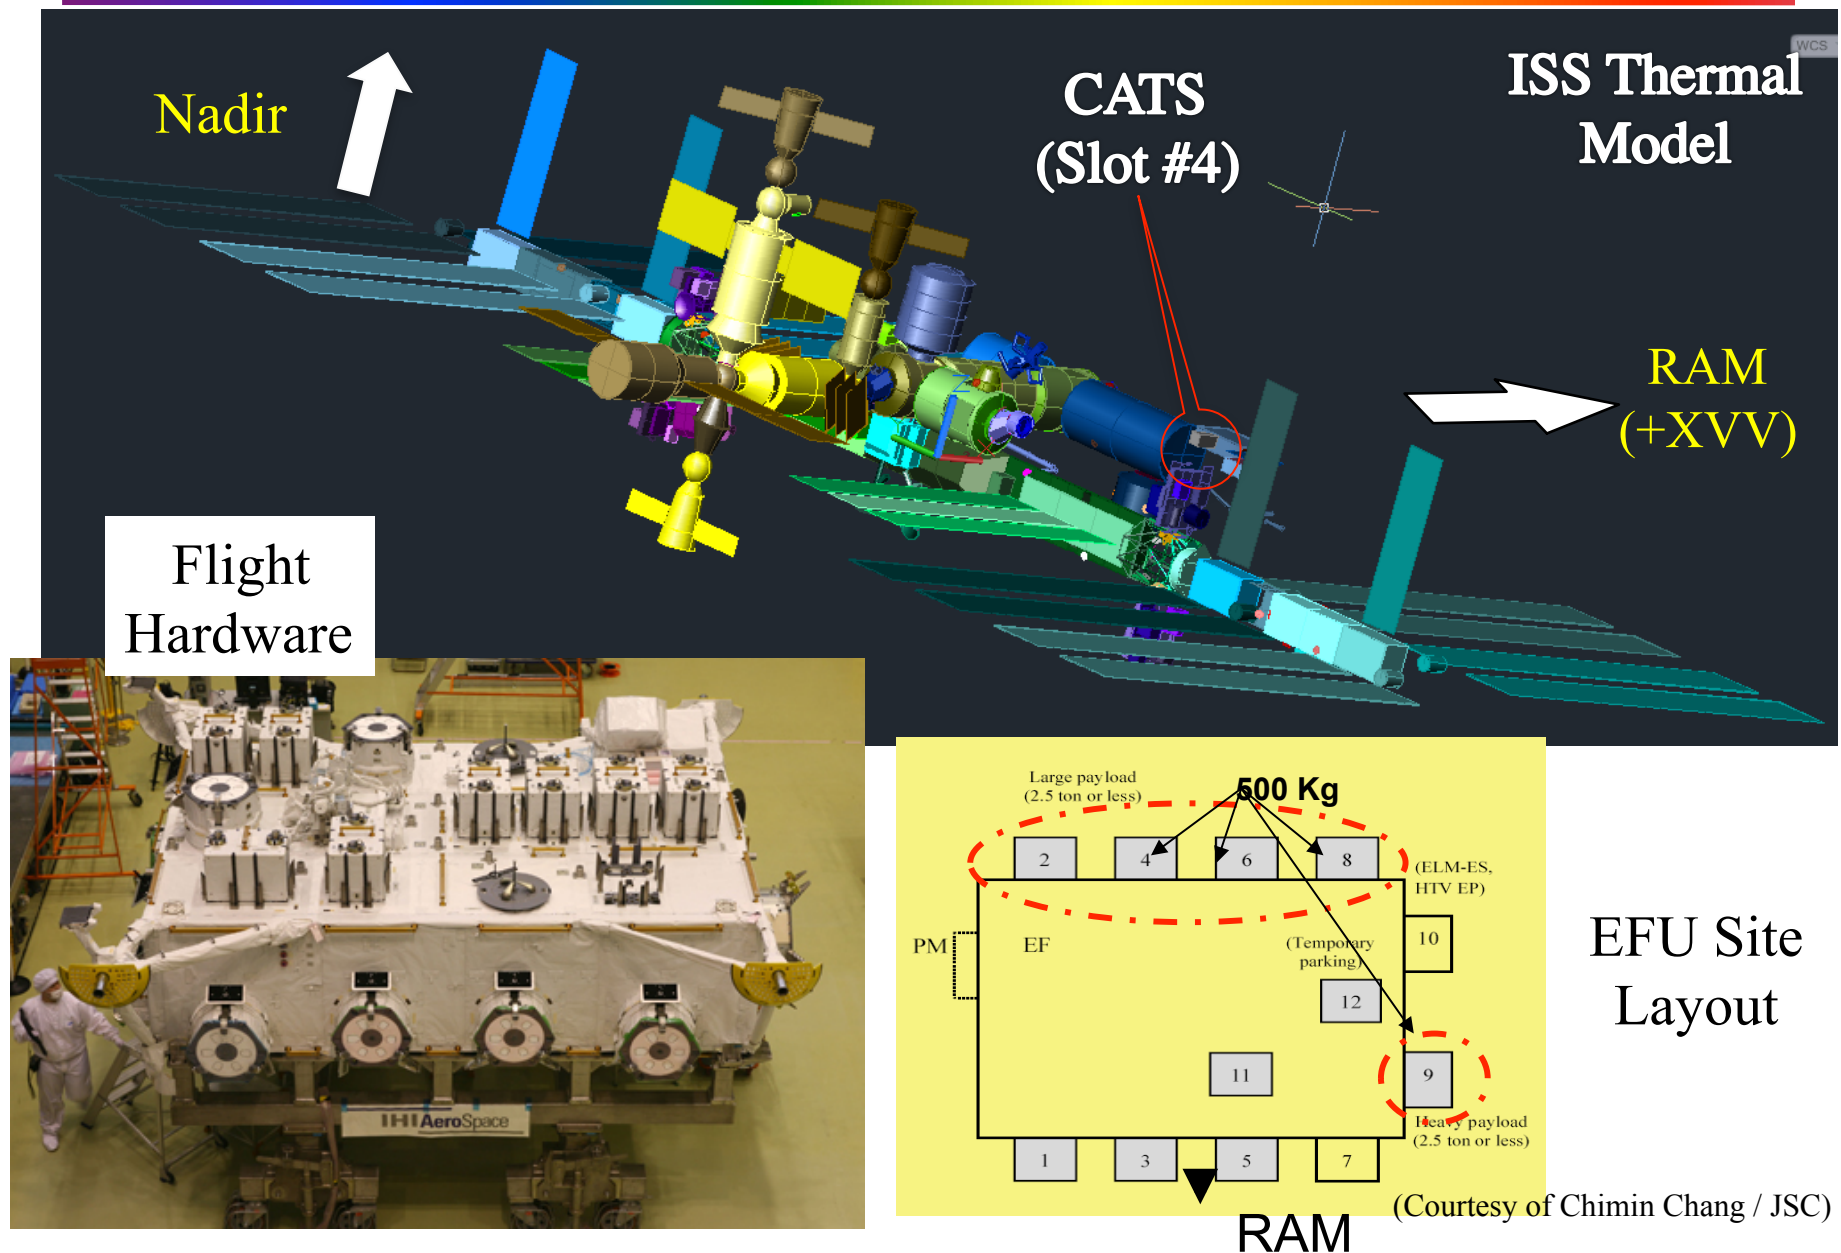 WCS
Nadir
CATS
(Slot #4)
ISS Thermal
Model
RAM
(+XVV)
Flight
Hardware
IHI AeroSpace
Large payload
(2.5 ton or less)
500 Kg
2
4
6
8
(ELM-ES,
HTV EP)
PM
EF
(Temporary
parking)
10
12
11
9
Heavy payload
(2.5 ton or less)
1
3
5
7
RAM
EFU Site
Layout
(Courtesy of Chimin Chang / JSC)